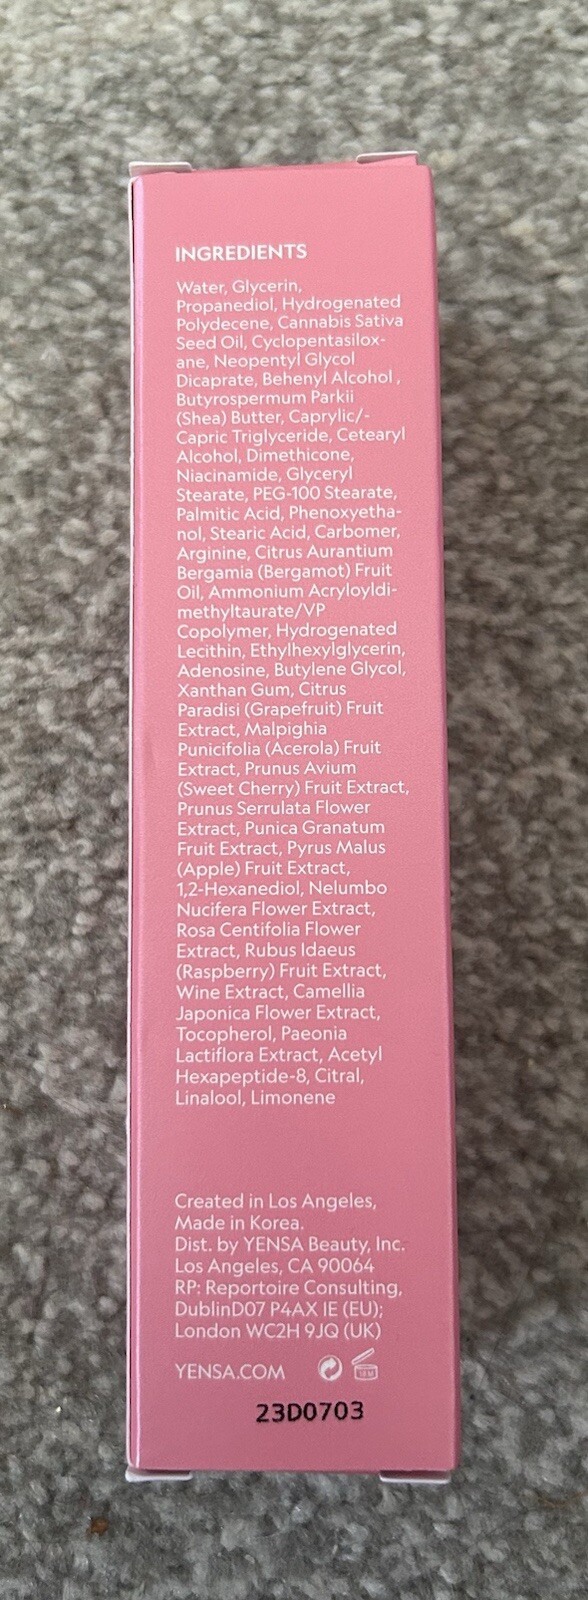 INGREDIENTS
Water, Glycerin,
Propanediol, Hydrogenated
Polydecene, Cannabis Sativa
Seed Oil, Cyclopentasilox-
ane, Neopentyl Glycol
Dicaprate, Behenyl Alcohol ,
Butyrospermum Parkii
(Shea) Butter, Caprylic/-
Capric Triglyceride, Cetearyl
Alcohol, Dimethicone,
Niacinamide, Glyceryl
Stearate, PEG-100 Stearate,
Palmitic Acid, Phenoxyetha-
nol, Stearic Acid, Carbomer,
Arginine, Citrus Aurantium
Bergamia (Bergamot) Fruit
Oil, Ammonium Acryloyldi-
methyltaurate/VP
Copolymer, Hydrogenated
Lecithin, Ethylhexylglycerin,
Adenosine, Butylene Glycol,
Xanthan Gum, Citrus
Paradisi (Grapefruit) Fruit
Extract, Malpighia
Punicifolia (Acerola) Fruit
Extract, Prunus Avium
(Sweet Cherry) Fruit Extract,
Prunus Serrulata Flower
Extract, Punica Granatum
Fruit Extract, Pyrus Malus
(Apple) Fruit Extract,
1,2-Hexanediol, Nelumbo
Nucifera Flower Extract,
Rosa Centifolia Flower
Extract, Rubus Idaeus
(Raspberry) Fruit Extract,
Wine Extract, Camellia
Japonica Flower Extract,
Tocopherol, Paeonia
Lactiflora Extract, Acetyl
Hexapeptide-8, Citral,
Linalool, Limonene
Created in Los Angeles,
Made in Korea.
Dist. by YENSA Beauty, Inc.
Los Angeles, CA 90064
RP: Reportoire Consulting,
DublinD07 P4AX IE (EU);
London WC2H 9JQ (UK)
YENSA.COM
23D0703